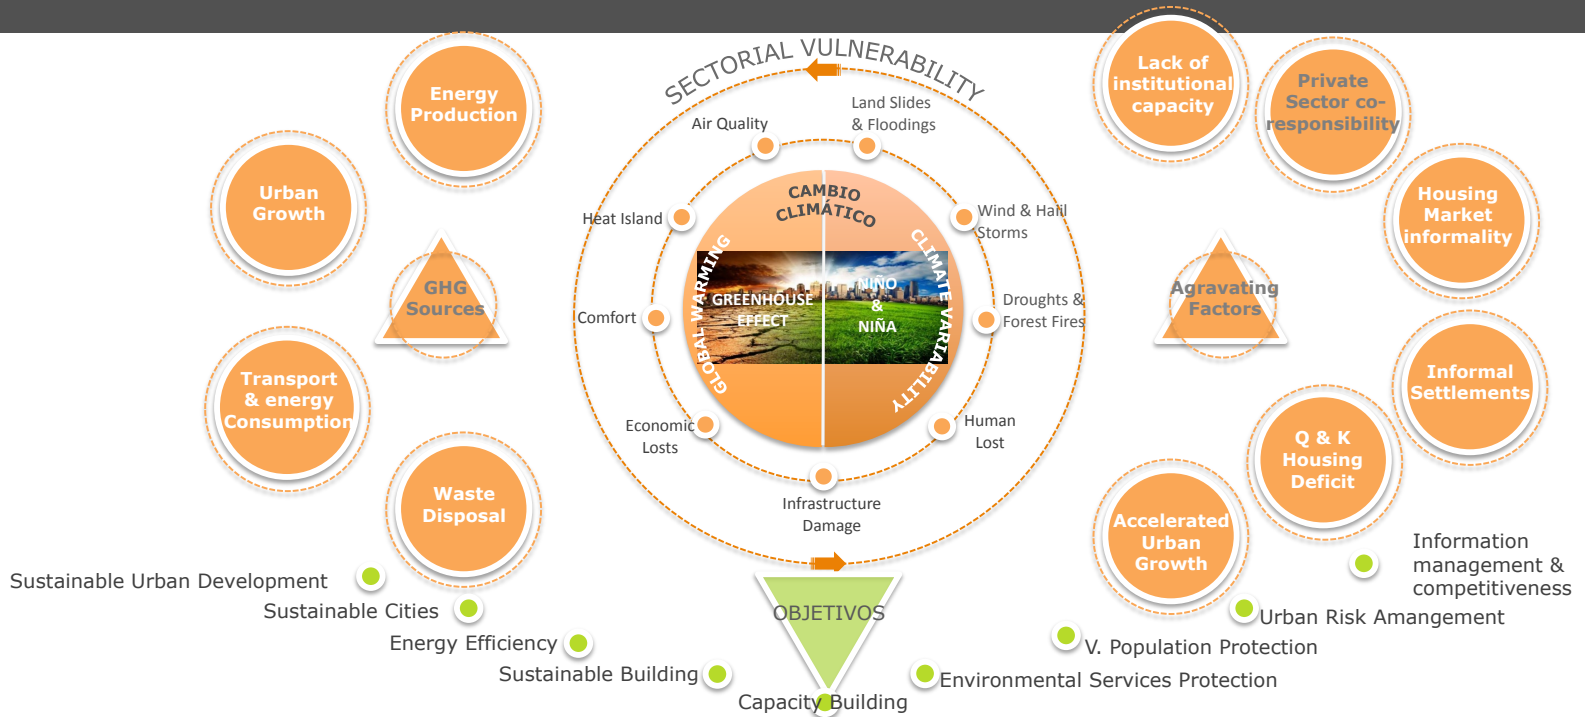 SECTORIAL VULNERABILITY
Energy
Production
Urban
Growth
GHG
Sources
Transport
& energy
Consumption
Waste
Disposal
Air Quality
Land Slides
& Floodings
Heat Island
Wind & Hail
Storms
Comfort
Droughts &
Forest Fires
Economic
Losts
Human
Lost
Infrastructure
Damage
CAMBIO
CLIMÁTICO
GLOBAL WARMING
CLIMATE VARIABILITY
GREENHOUSE
EFFECT
NIÑO
&
NIÑA
Lack of
institutional
capacity
Private
Sector co-
responsibility
Housing
Market
informality
Agravating
Factors
Informal
Settlements
Q & K
Housing
Deficit
Accelerated
Urban
Growth
OBJETIVOS
Sustainable Urban Development
Sustainable Cities
Energy Efficiency
Sustainable Building
Capacity Building
Environmental Services Protection
V. Population Protection
Urban Risk Amangement
Information
management &
competitiveness